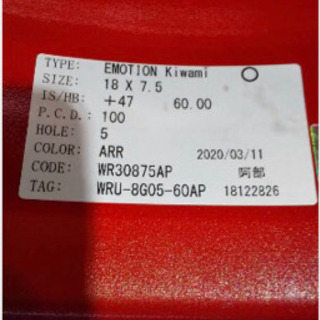 TYPE: EMOTION Kiwami
SIZE: 18 X 7.5
IS/HB: +47 60.00
P.C.D.: 100
HOLE: 5
COLOR: ARR 2020/03/11
CODE: WR30875AP 阿部
TAG: WRU-8G05-60AP 18122826